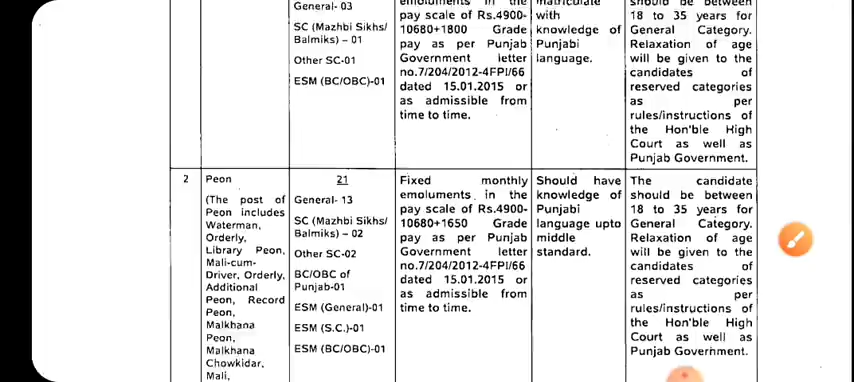 General- 03
SC (Mazhbi Sikhs/
Balmiks) – 01
Other SC-01
ESM (BC/OBC)-01
emoluments in the
pay scale of Rs.4900-
10680+1800 Grade
pay as per Punjab
Government letter
no.7/204/2012-4FPI/66
dated 15.01.2015 or
as admissible from
time to time.
matriculate
with
knowledge of
Punjabi
language.
should be between
18 to 35 years for
General Category.
Relaxation of age
will be given to the
candidates of
reserved categories
as per
rules/instructions of
the Hon'ble High
Court as well as
Punjab Government.
2
Peon
(The post of
Peon includes
Waterman,
Orderly,
Library Peon,
Mali-cum-
Driver, Orderly,
Additional
Peon, Record
Peon,
Malkhana
Peon,
Malkhana
Chowkidar,
Mali,
21
General- 13
SC (Mazhbi Sikhs/
Balmiks) – 02
Other SC-02
BC/OBC of
Punjab-01
ESM (General)-01
ESM (S.C.)-01
ESM (BC/OBC)-01
Fixed monthly
emoluments in the
pay scale of Rs.4900-
10680+1650 Grade
pay as per Punjab
Government letter
no.7/204/2012-4FPI/66
dated 15.01.2015 or
as admissible from
time to time.
Should have
knowledge of
Punjabi
language upto
middle
standard.
The candidate
should be between
18 to 35 years for
General Category.
Relaxation of age
will be given to the
candidates of
reserved categories
as per
rules/instructions of
the Hon'ble High
Court as well as
Punjab Government.